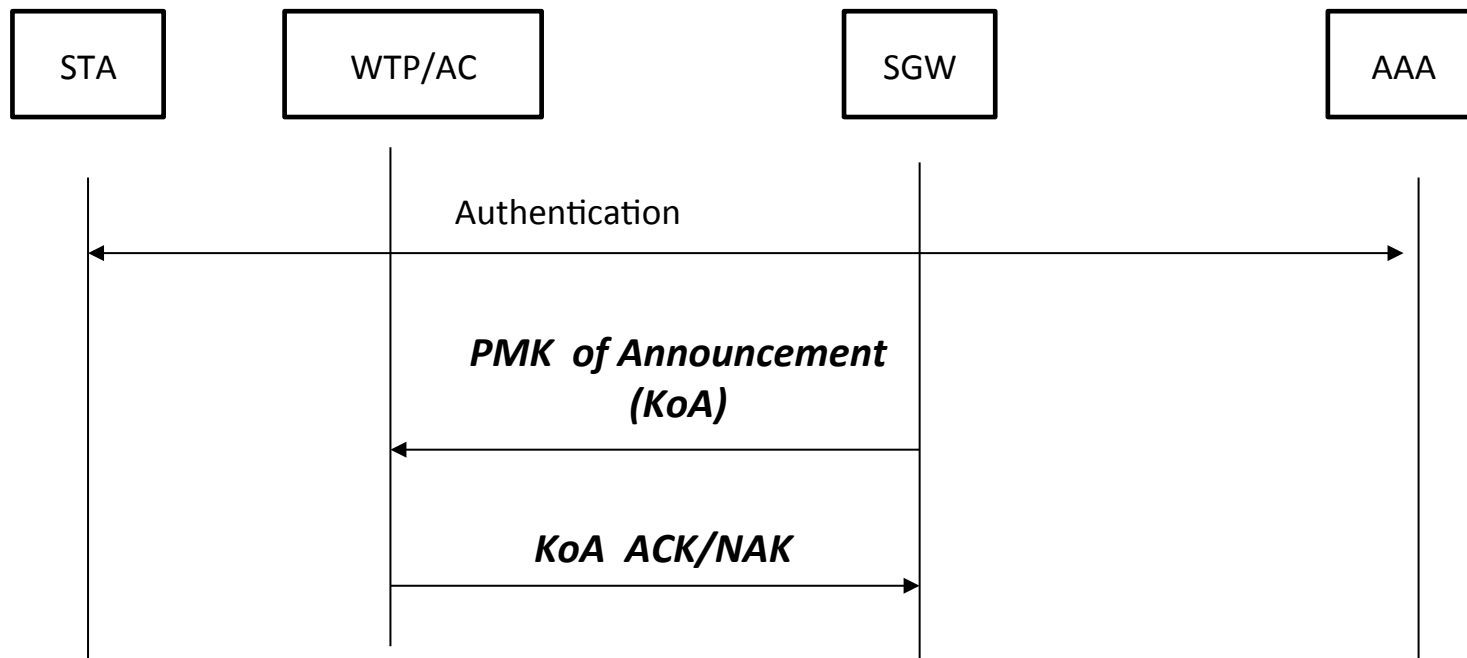 STA
WTP/AC
SGW
AAA
Authentication
PMK of Announcement
(KoA)
KoA ACK/NAK